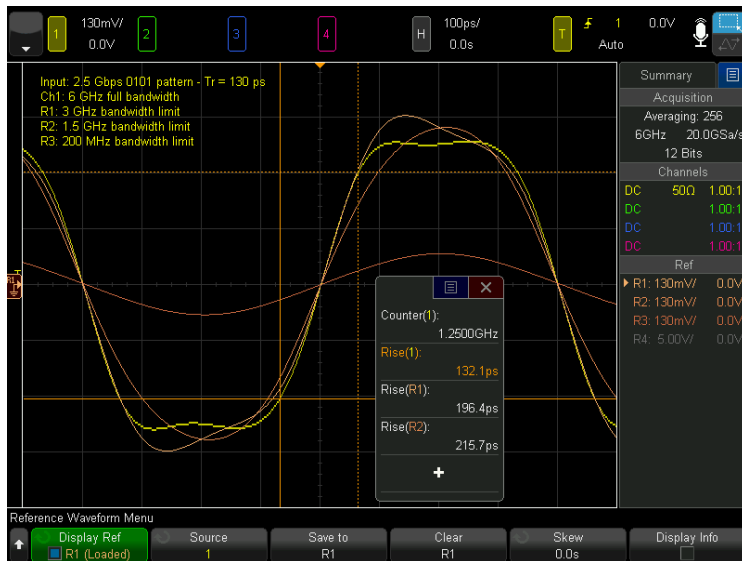 1
130mV/
0.0V
2
3
4
H
100ps/
0.0s
T
1
0.0V
Auto
Input: 2.5 Gbps 0101 pattern - Tr = 130 ps
Ch1: 6 GHz full bandwidth
R1: 3 GHz bandwidth limit
R2: 1.5 GHz bandwidth limit
R3: 200 MHz bandwidth limit
T
R1
Counter(1):
1.2500GHz
Rise(1):
132.1ps
Rise(R1):
196.4ps
Rise(R2):
215.7ps
+
Summary
Acquisition
Averaging: 256
6GHz 20.0GSa/s
12 Bits
Channels
DC 50Ω 1.00:1
DC 1.00:1
DC 1.00:1
DC 1.00:1
Ref
R1: 130mV/ 0.0V
R2: 130mV/ 0.0V
R3: 130mV/ 0.0V
R4: 5.00V/ 0.0V
Reference Waveform Menu
Display Ref
R1 (Loaded)
Source
1
Save to
R1
Clear
R1
Skew
0.0s
Display Info